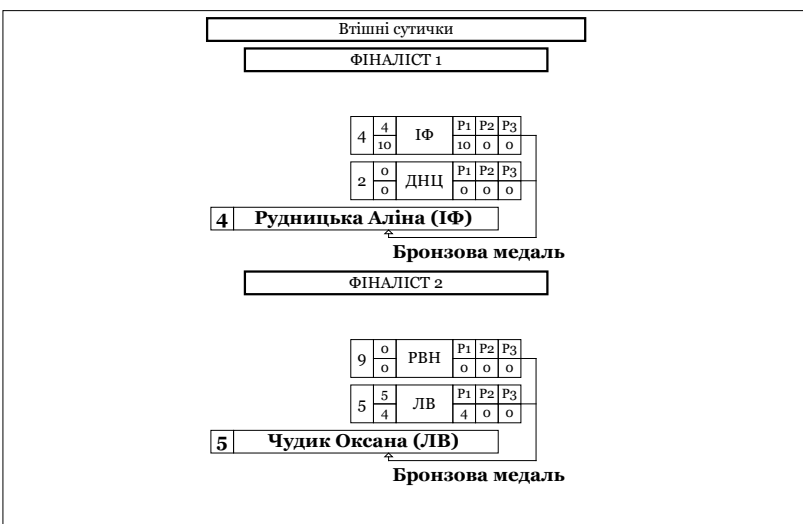 Втішні сутички
ФІНАЛІСТ 1
4 4 ІФ P1 P2 P3
10 10 0 0
2 0 ДНЦ P1 P2 P3
0 0 0 0
4 Рудницька Аліна (ІФ)
Бронзова медаль
ФІНАЛІСТ 2
9 0 РВН P1 P2 P3
0 0 0 0
5 5 ЛВ P1 P2 P3
4 4 0 0
5 Чудик Оксана (ЛВ)
Бронзова медаль